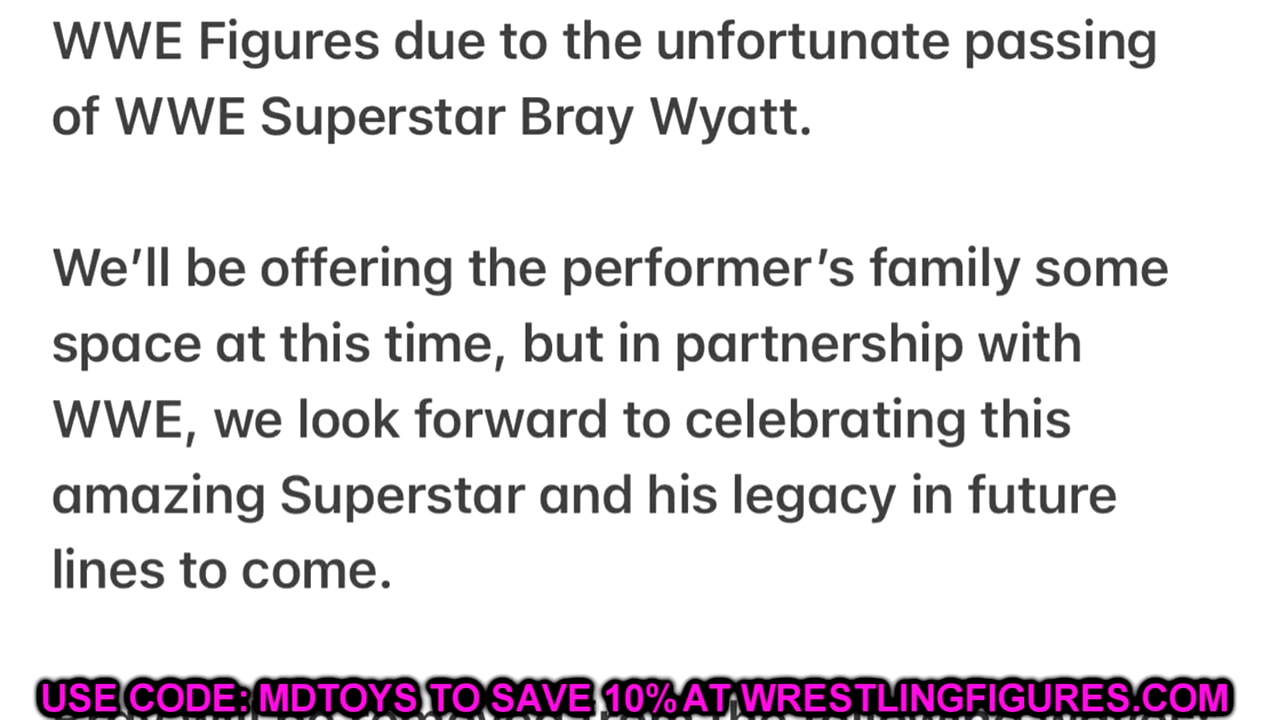 WWE Figures due to the unfortunate passing
of WWE Superstar Bray Wyatt.
We’ll be offering the performer’s family some
space at this time, but in partnership with
WWE, we look forward to celebrating this
amazing Superstar and his legacy in future
lines to come.
USE CODE: MDTOYS TO SAVE 10% AT WRESTLINGFIGURES.COM